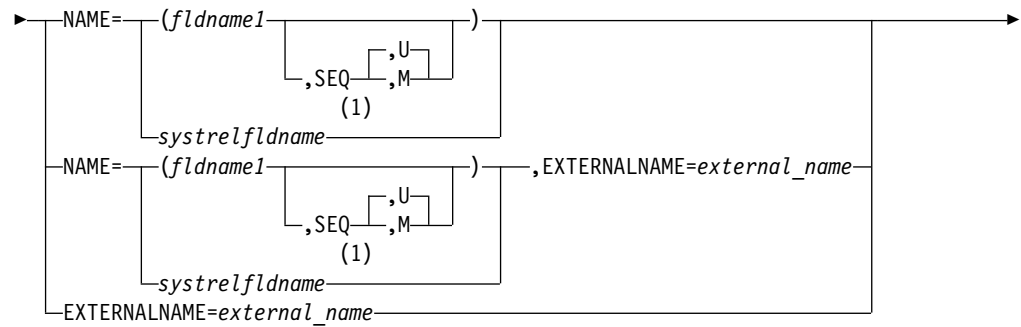 NAME= (fldname1 )
,U
,SEQ ,M
(1)
systrelfldname
NAME= (fldname1 ) ,EXTERNALNAME=external_name
,U
,SEQ ,M
(1)
systrelfldname
EXTERNALNAME=external_name